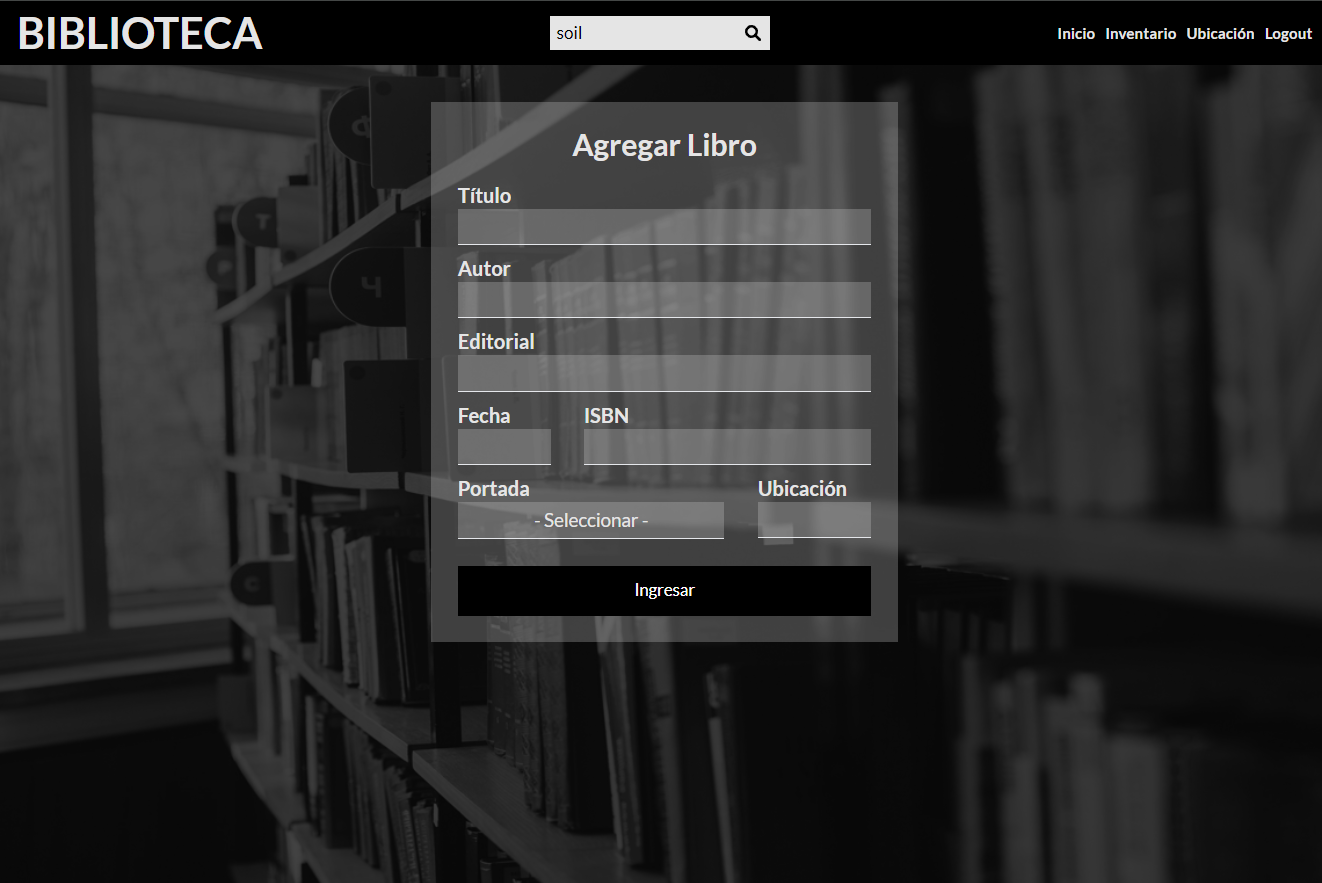 BIBLIOTECA
soil
Inicio Inventario Ubicación Logout
Agregar Libro
Título
Autor
Editorial
Fecha ISBN
Portada Ubicación
- Seleccionar -
Ingresar
Ф
Т
Р
Ч
С